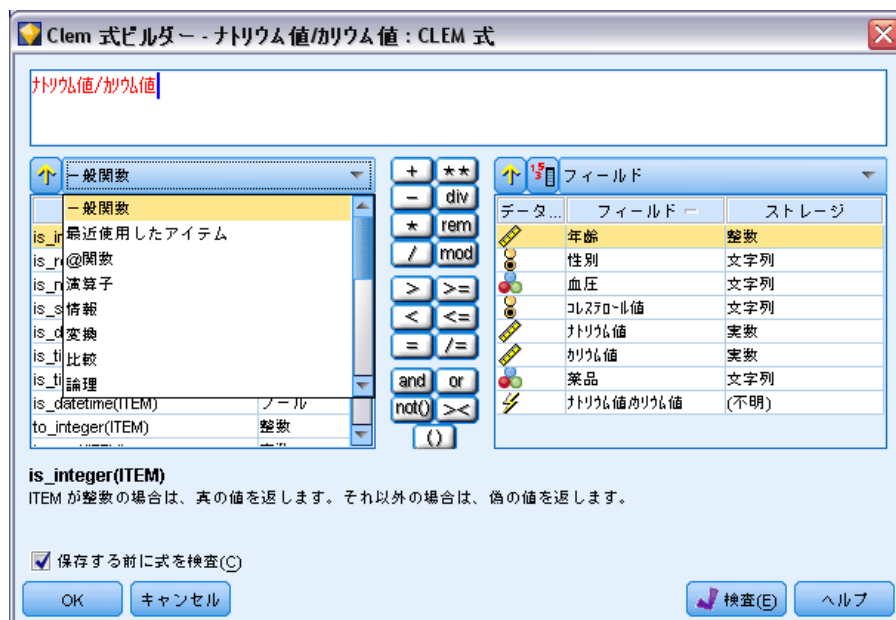 Clem 式ビルダー - ナトリウム値/カリウム値 : CLEM 式
ナトリウム値/カリウム値
一般関数
一般関数
最近使用したアイテム
@関数
演算子
情報
変換
比較
論理
is_in
is_r
is_n
is_s
is_d
is_ti
is_ti
is_datetime(ITEM) ブール
to_integer(ITEM) 整数
+ **
- div
* rem
/ mod
> >=
< <=
= /=
and or
not() ><
()
フィールド
データ... フィールド ストレージ
年齢 整数
性別 文字列
血圧 文字列
コレステロール値 文字列
ナトリウム値 実数
カリウム値 実数
薬品 文字列
ナトリウム値/カリウム値 (不明)
is_integer(ITEM)
ITEM が整数の場合は、真の値を返します。それ以外の場合は、偽の値を返します。
保存する前に式を検査(C)
OK キャンセル 検査(E) ヘルプ